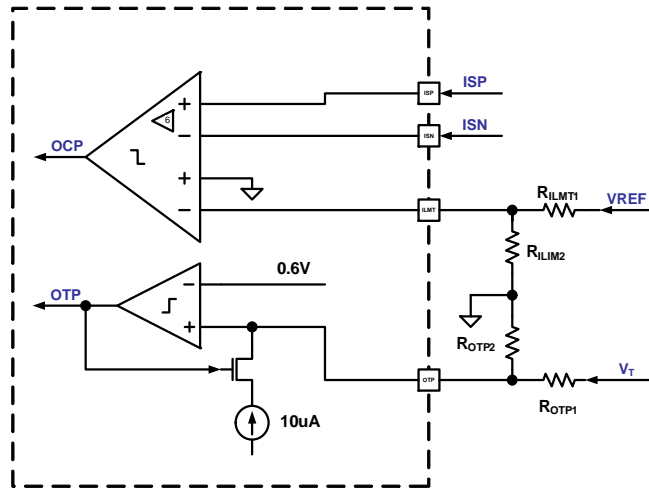 ISP
ISP
ISN
ISN
6
OCP
RILMT1
VREF
ILMT
RILIM2
0.6V
OTP
ROTP2
OTP
VT
10uA
ROTP1